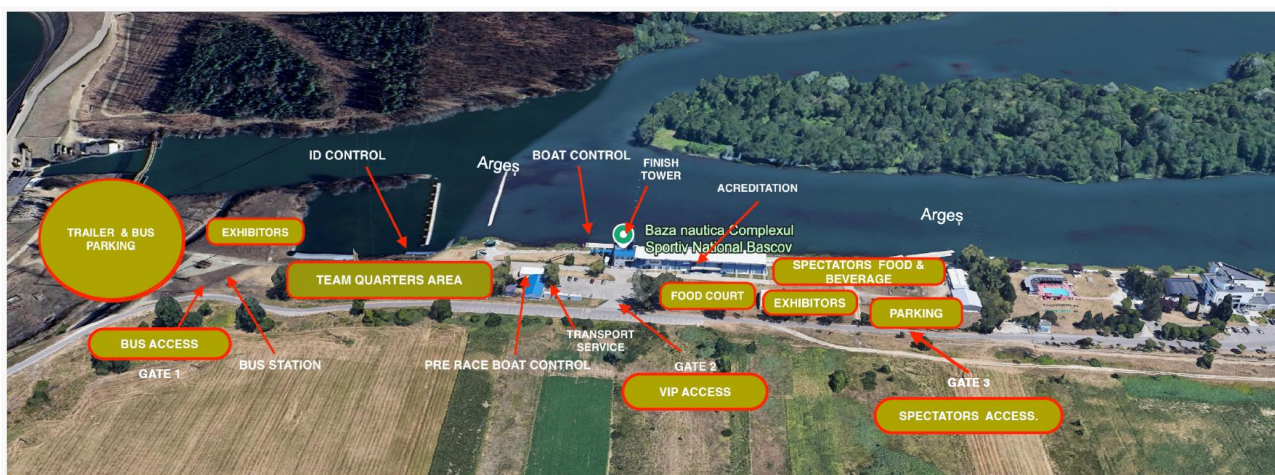 ID CONTROL
Argeș
BOAT CONTROL
FINISH
TOWER
ACREDITATION
Argeș
TRAILER & BUS
PARKING
EXHIBITORS
Baza nautica Complexul
Sportiv National Bascov
TEAM QUARTERS AREA
SPECTATORS FOOD &
BEVERAGE
FOOD COURT
EXHIBITORS
PARKING
BUS ACCESS
GATE 1
BUS STATION
PRE RACE BOAT CONTROL
TRANSPORT
SERVICE
GATE 2
VIP ACCESS
GATE 3
SPECTATORS ACCESS.